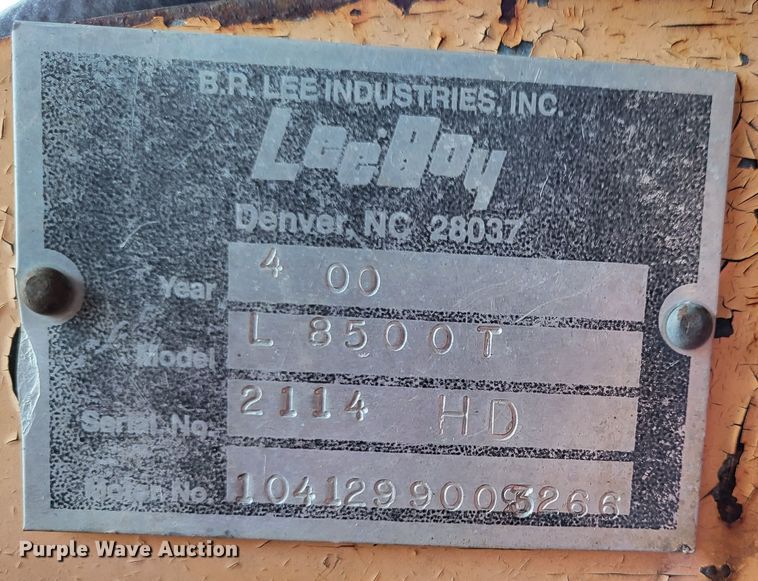 B.R. LEE INDUSTRIES, INC.
LeeBoy
Denver, NC 28037
Year 4 00
Model L 8500T
Serial No. 2114 HD
No. 1041299003266
Purple Wave Auction